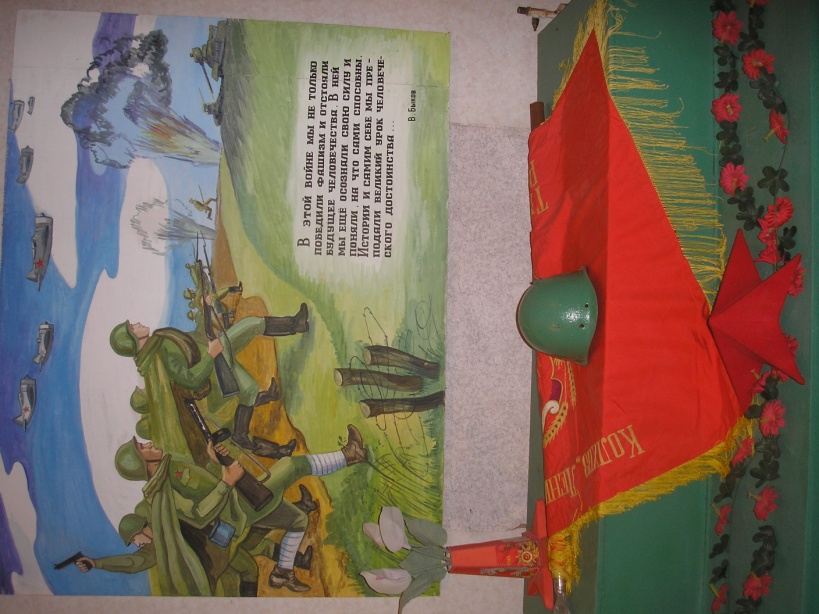 В ЭТОЙ ВОЙНЕ МЫ НЕ ТОЛЬКО
ПОБЕДИЛИ ФАШИЗМ И ОТСТОЯЛИ
БУДУЩЕЕ ЧЕЛОВЕЧЕСТВА. В НЕЙ
МЫ ЕЩЁ ОСОЗНАЛИ СВОЮ СИЛУ И
ПОНЯЛИ, НА ЧТО САМИ СПОСОБНЫ.
ИСТОРИИ И САМИМ СЕБЕ МЫ ПРЕ-
ПОДАЛИ ВЕЛИКИЙ УРОК ЧЕЛОВЕЧЕ-
СКОГО ДОСТОИНСТВА...
В. Быков